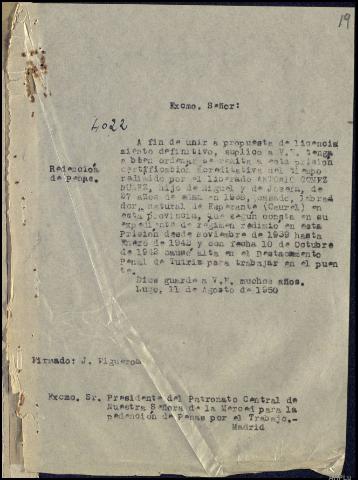 19
Excmo. Señor:
4022
A fin de unir a propuesta de licencia
miento definitivo, suplico a V.E. tenga
a bien ordenar se remita a esta prisión
Redención
de Penas.
certificación acreditativa del tiempo
redimido por el liberado ANTONIO GOMEZ
NUÑEZ, hijo de Miguel y de Josefa, de
años de edad en casado, labra
dor, natural de Esperante (Caurel) en
esta provincia, que según consta en su
expediente de régimen redimió en esta
Prisión desde noviembre de 1939 hasta
Enero de 1942 y con fecha 10 de Octubre
de 1942 causó alta en el Destacamento
Penal de Tuiriz para trabajar en el puen
te.
Dios guarde a V.E. muchos años.
Lugo, 11 de Agosto de 1950
Firmado: J. Figueroa
Excmo. Sr. Presidente del Patronato Central de
Nuestra Señora de la Merced para la
Redención de Penas por el Trabajo.-
Madrid